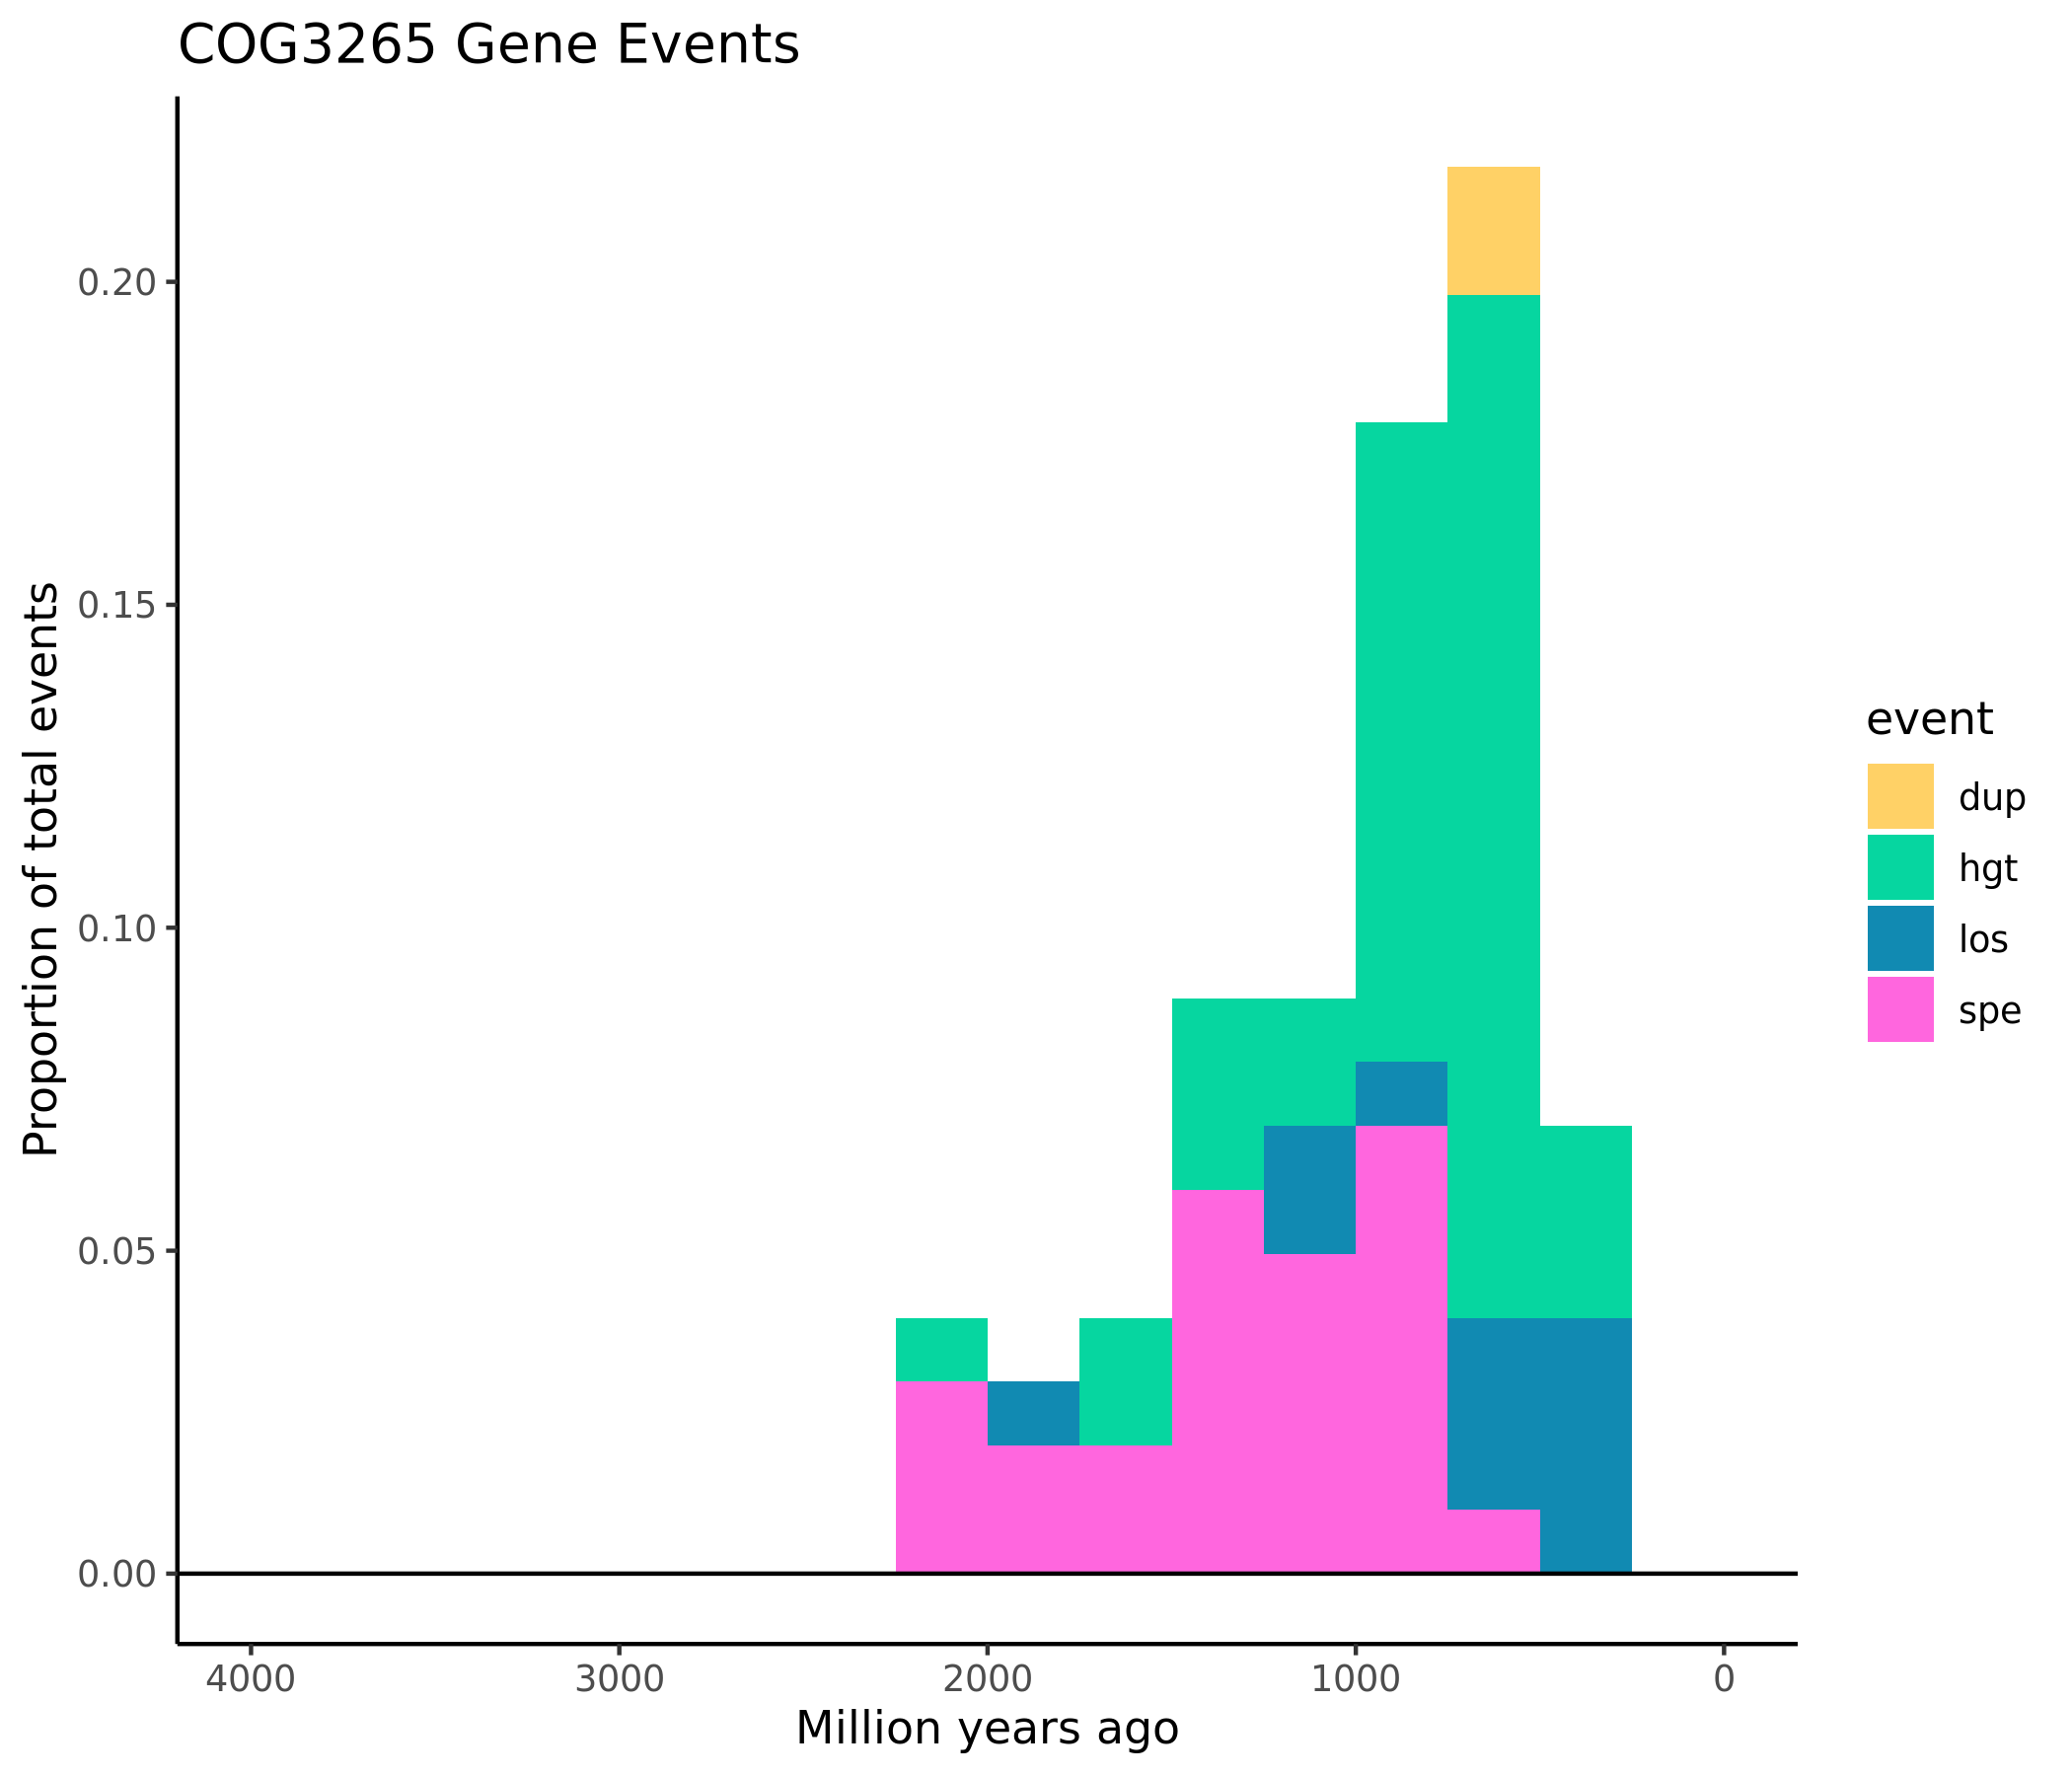 COG3265 Gene Events
Proportion of total events
0.20
0.15
0.10
0.05
0.00
4000 3000 2000 1000 0
Million years ago
event
dup
hgt
los
spe